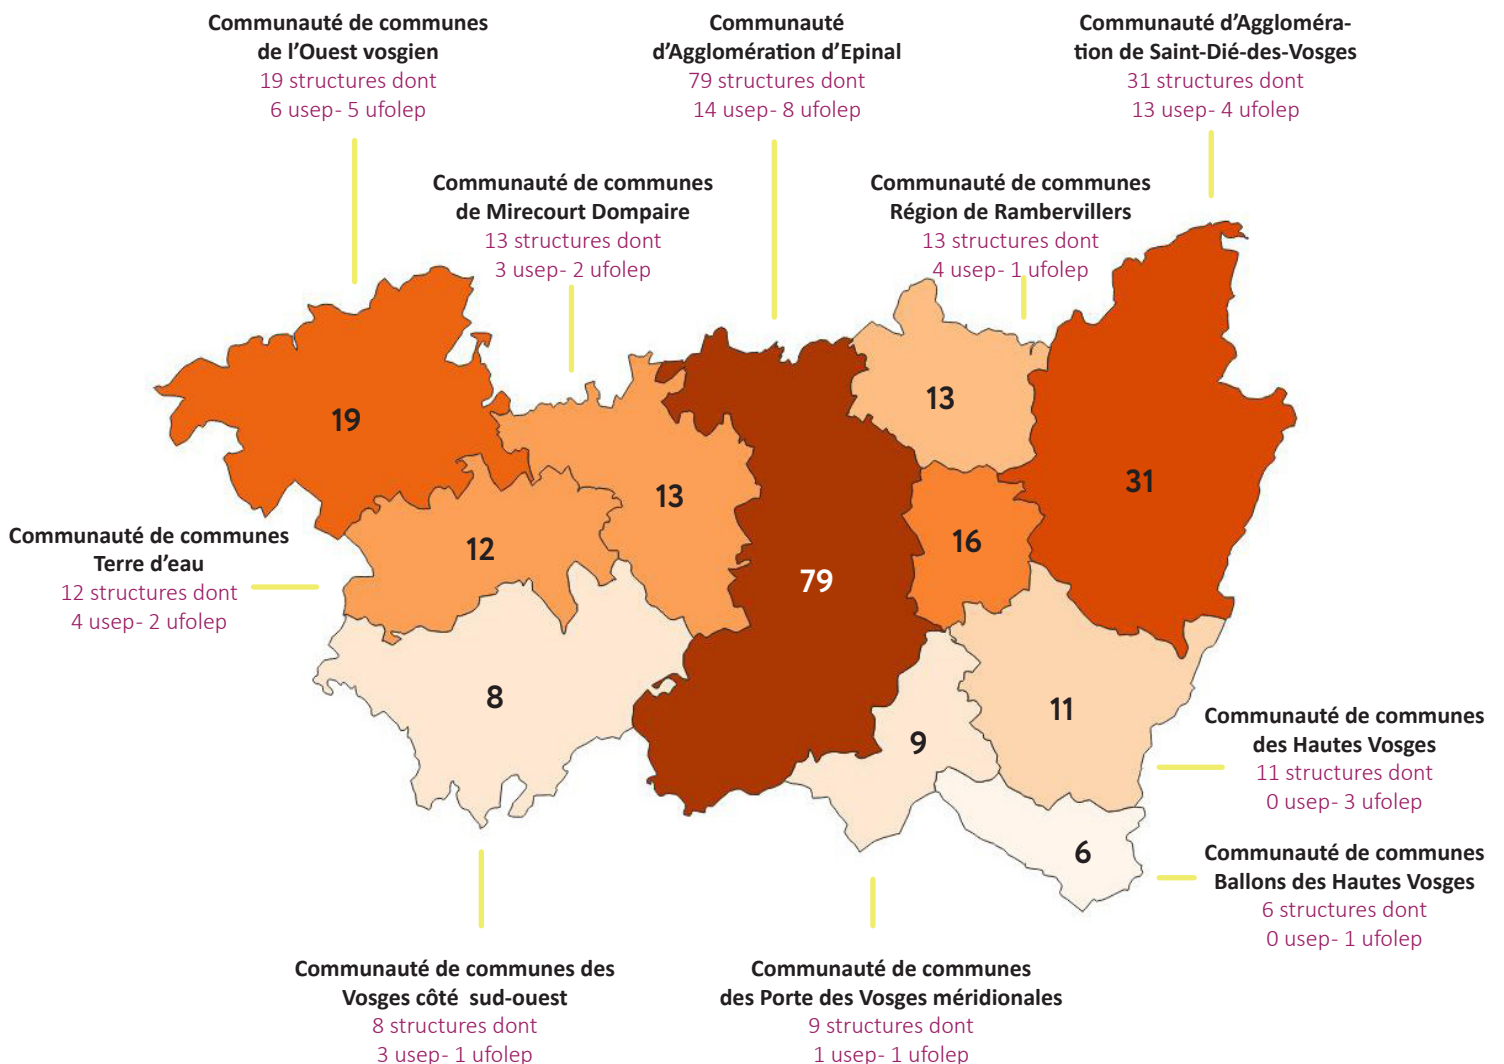 Communauté de communes
de l'Ouest vosgien
19 structures dont
6 usep- 5 ufolep
Communauté
d'Agglomération d'Epinal
79 structures dont
14 usep- 8 ufolep
Communauté d'Aggloméra-
tion de Saint-Dié-des-Vosges
31 structures dont
13 usep- 4 ufolep
Communauté de communes
de Mirecourt Dompaire
13 structures dont
3 usep- 2 ufolep
Communauté de communes
Région de Rambervillers
13 structures dont
4 usep- 1 ufolep
19
13
31
13
12
16
79
8
11
9
6
Communauté de communes
Terre d'eau
12 structures dont
4 usep- 2 ufolep
Communauté de communes
des Hautes Vosges
11 structures dont
0 usep- 3 ufolep
Communauté de communes
Ballons des Hautes Vosges
6 structures dont
0 usep- 1 ufolep
Communauté de communes des
Vosges côté sud-ouest
8 structures dont
3 usep- 1 ufolep
Communauté de communes
des Porte des Vosges méridionales
9 structures dont
1 usep- 1 ufolep